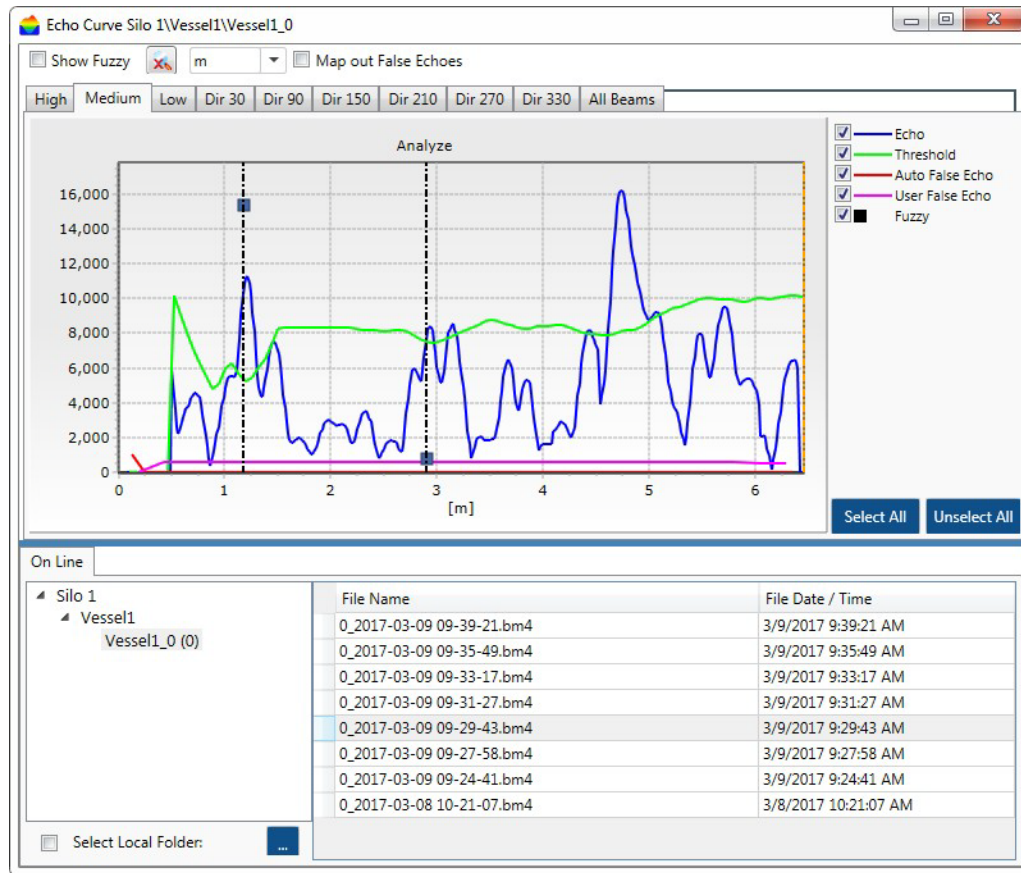 Echo Curve Silo 1\Vessel1\Vessel1_0
Show Fuzzy m Map out False Echoes
High Medium Low Dir 30 Dir 90 Dir 150 Dir 210 Dir 270 Dir 330 All Beams
Analyze
16,000
14,000
12,000
10,000
8,000
6,000
4,000
2,000
0
0 1 2 3 4 5 6
[m]
Echo
Threshold
Auto False Echo
User False Echo
Fuzzy
Select All Unselect All
On Line
Silo 1
Vessel1
Vessel1_0 (0)
File Name File Date / Time
0_2017-03-09 09-39-21.bm4 3/9/2017 9:39:21 AM
0_2017-03-09 09-35-49.bm4 3/9/2017 9:35:49 AM
0_2017-03-09 09-33-17.bm4 3/9/2017 9:33:17 AM
0_2017-03-09 09-31-27.bm4 3/9/2017 9:31:27 AM
0_2017-03-09 09-29-43.bm4 3/9/2017 9:29:43 AM
0_2017-03-09 09-27-58.bm4 3/9/2017 9:27:58 AM
0_2017-03-09 09-24-41.bm4 3/9/2017 9:24:41 AM
0_2017-03-08 10-21-07.bm4 3/8/2017 10:21:07 AM
Select Local Folder: ...